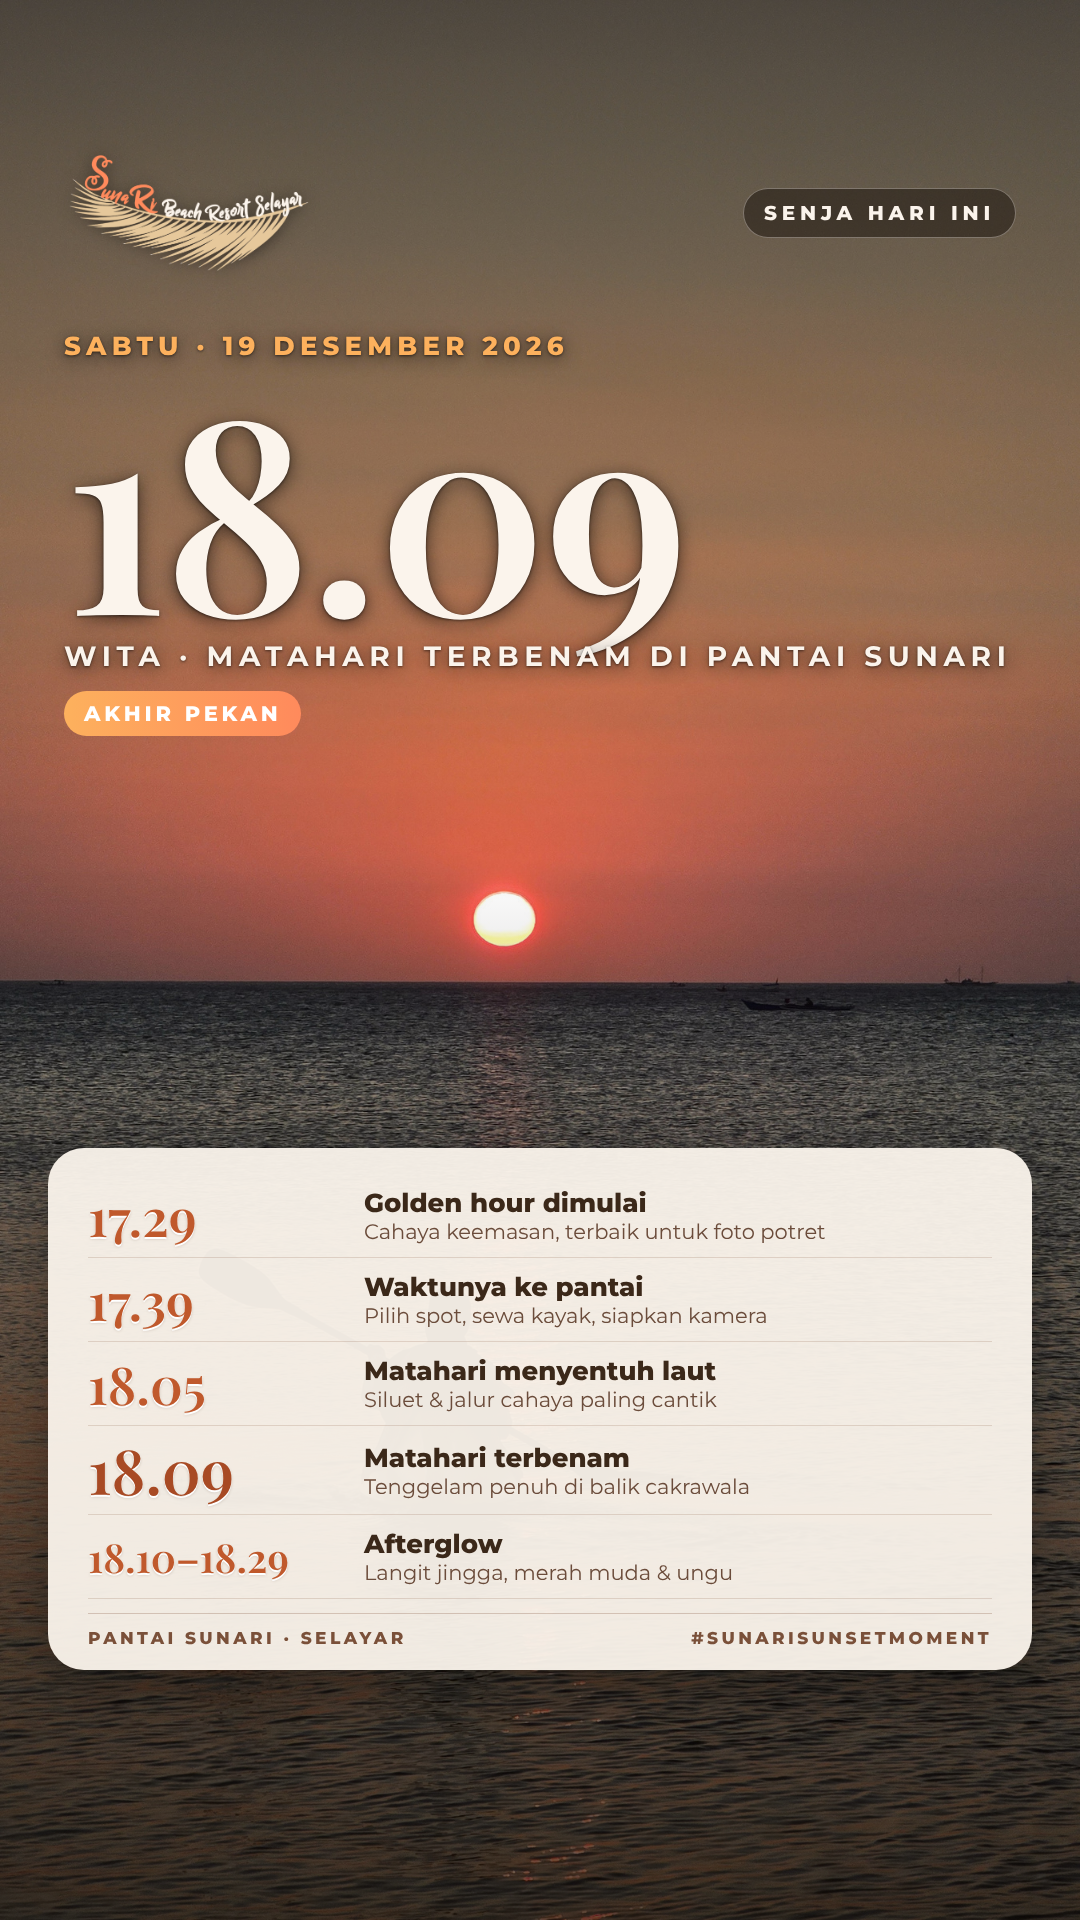 SunaRi Beach Resort Selayar
SENJA HARI INI
SABTU · 19 DESEMBER 2026
18.09
WITA · MATAHARI TERBENAM DI PANTAI SUNARI
AKHIR PEKAN
17.29
Golden hour dimulai
Cahaya keemasan, terbaik untuk foto potret
17.39
Waktunya ke pantai
Pilih spot, sewa kayak, siapkan kamera
18.05
Matahari menyentuh laut
Siluet & jalur cahaya paling cantik
18.09
Matahari terbenam
Tenggelam penuh di balik cakrawala
18.10–18.29
Afterglow
Langit jingga, merah muda & ungu
PANTAI SUNARI · SELAYAR
#SUNARISUNSETMOMENT